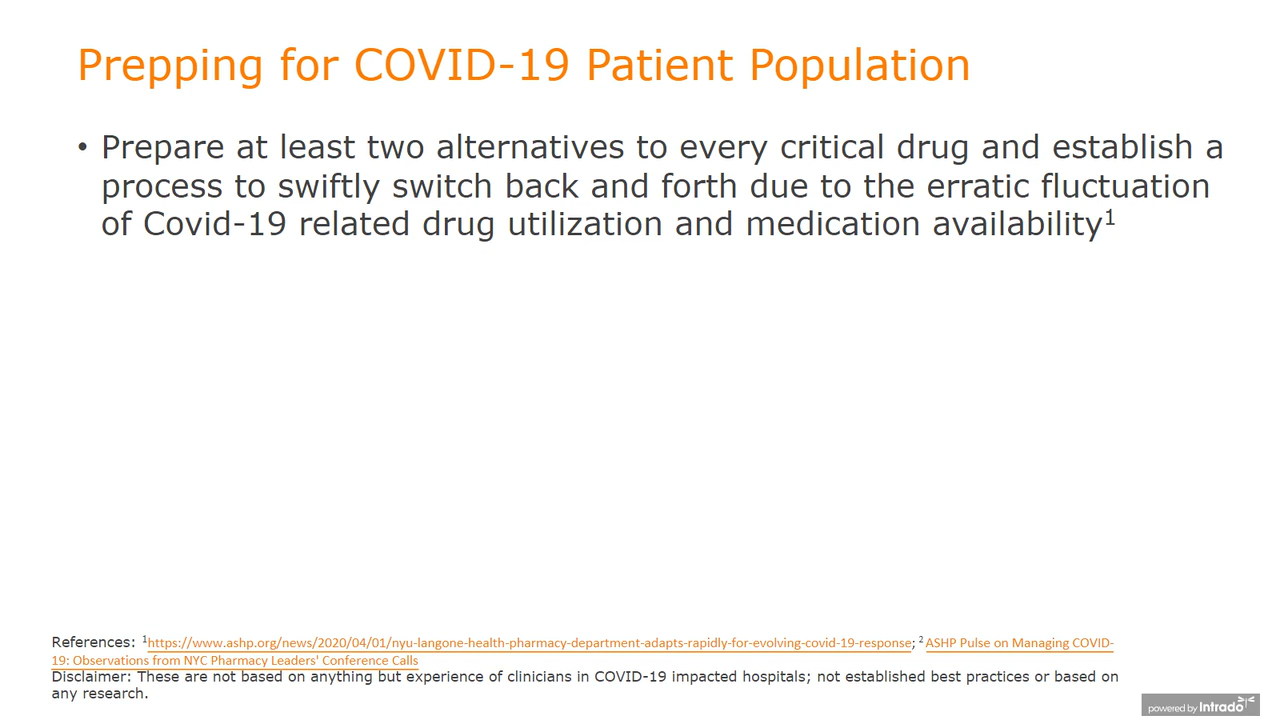 Prepping for COVID-19 Patient Population
• Prepare at least two alternatives to every critical drug and establish a
process to swiftly switch back and forth due to the erratic fluctuation
of Covid-19 related drug utilization and medication availability1
References: 1https://www.ashp.org/news/2020/04/01/nyu-langone-health-pharmacy-department-adapts-rapidly-for-evolving-covid-19-response; 2 ASHP Pulse on Managing COVID-
19: Observations from NYC Pharmacy Leaders' Conference Calls
Disclaimer: These are not based on anything but experience of clinicians in COVID-19 impacted hospitals; not established best practices or based on
any research.
powered by Intrado